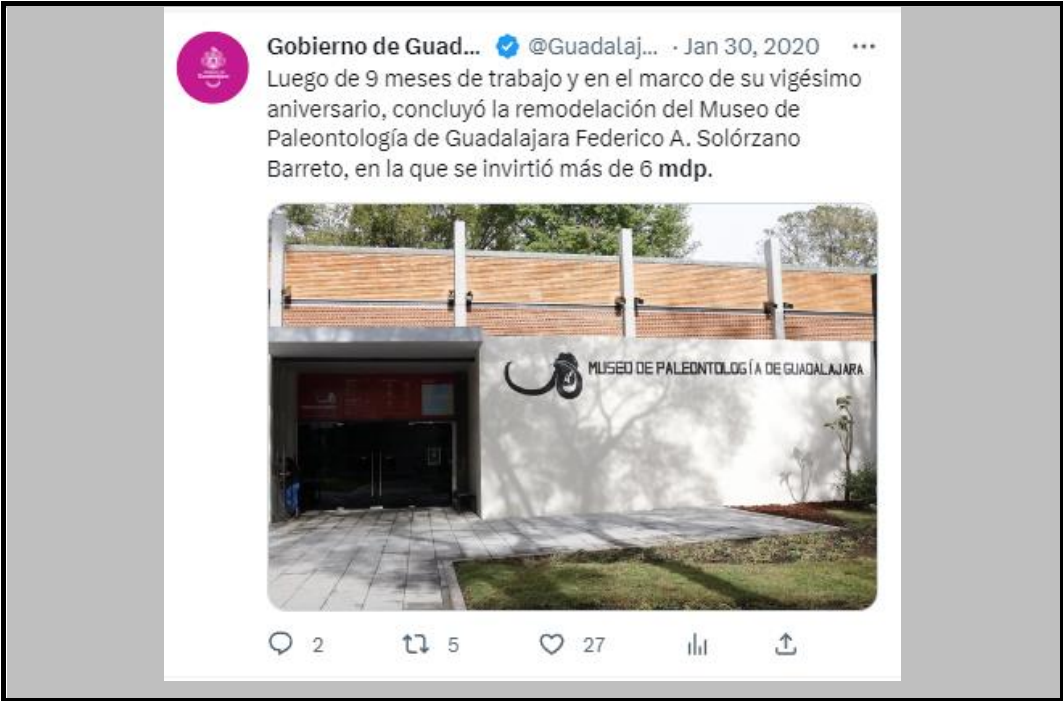 Gobierno de Guad... @Guadalaj... · Jan 30, 2020 ···
Luego de 9 meses de trabajo y en el marco de su vigésimo
aniversario, concluyó la remodelación del Museo de
Paleontología de Guadalajara Federico A. Solórzano
Barreto, en la que se invirtió más de 6 mdp.
MUSEO DE PALEONTOLOGÍA DE GUADALAJARA
2 5 27